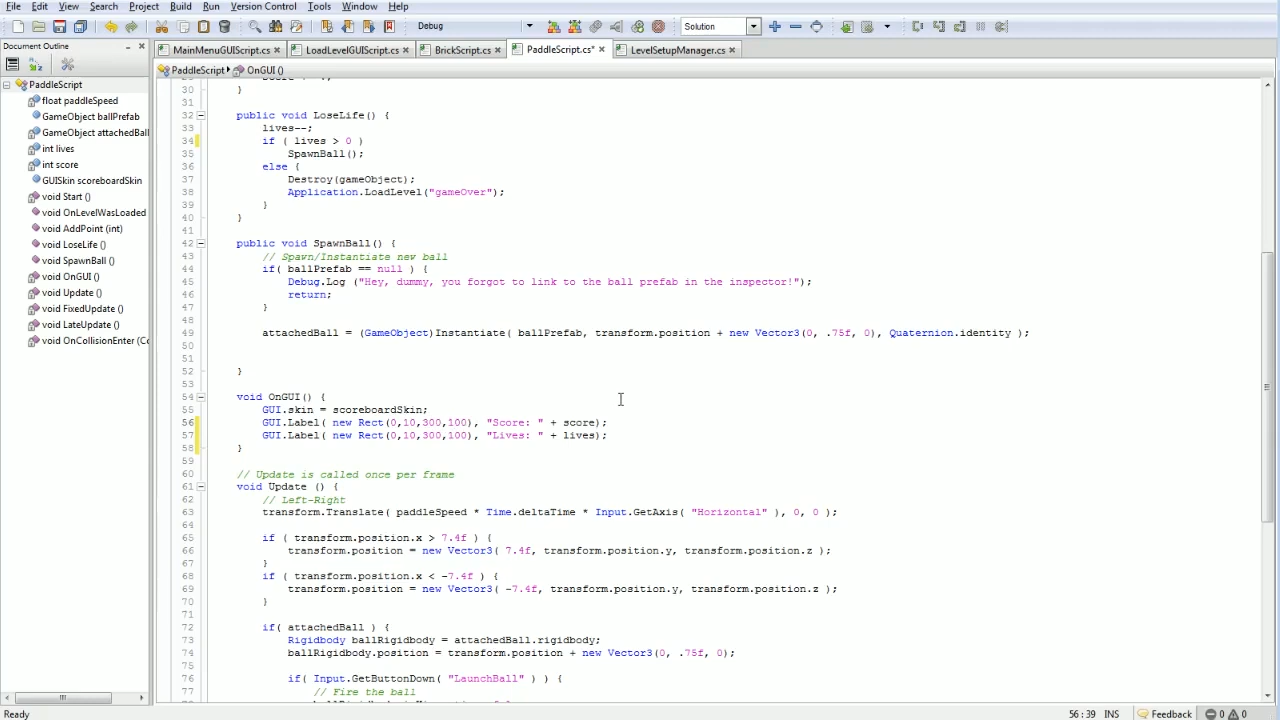 File Edit View Search Project Build Run Version Control Tools Window Help
Debug
Solution
Document Outline
MainMenuGUIScript.cs
LoadLevelGUIScript.cs
BrickScript.cs
PaddleScript.cs*
LevelSetupManager.cs
PaddleScript
OnGUI ()
PaddleScript
float paddleSpeed
GameObject ballPrefab
GameObject attachedBall
int lives
int score
GUISkin scoreboardSkin
void Start ()
void OnLevelWasLoaded
void AddPoint (int)
void LoseLife ()
void SpawnBall ()
void OnGUI ()
void Update ()
void FixedUpdate ()
void LateUpdate ()
void OnCollisionEnter (Co
30 }
31
32 public void LoseLife() {
33 lives--;
34 if ( lives > 0 )
35 SpawnBall();
36 else {
37 Destroy(gameObject);
38 Application.LoadLevel("gameOver");
39 }
40 }
41
42 public void SpawnBall() {
43 // Spawn/Instantiate new ball
44 if( ballPrefab == null ) {
45 Debug.Log ("Hey, dummy, you forgot to link to the ball prefab in the inspector!");
46 return;
47 }
48
49 attachedBall = (GameObject)Instantiate( ballPrefab, transform.position + new Vector3(0, .75f, 0), Quaternion.identity );
50
51
52 }
53
54 void OnGUI() {
55 GUI.skin = scoreboardSkin;
56 GUI.Label( new Rect(0,10,300,100), "Score: " + score);
57 GUI.Label( new Rect(0,10,300,100), "Lives: " + lives);
58 }
59
60 // Update is called once per frame
61 void Update () {
62 // Left-Right
63 transform.Translate( paddleSpeed * Time.deltaTime * Input.GetAxis( "Horizontal" ), 0, 0 );
64
65 if ( transform.position.x > 7.4f ) {
66 transform.position = new Vector3( 7.4f, transform.position.y, transform.position.z );
67 }
68 if ( transform.position.x < -7.4f ) {
69 transform.position = new Vector3( -7.4f, transform.position.y, transform.position.z );
70 }
71
72 if( attachedBall ) {
73 Rigidbody ballRigidbody = attachedBall.rigidbody;
74 ballRigidbody.position = transform.position + new Vector3(0, .75f, 0);
75
76 if( Input.GetButtonDown( "LaunchBall" ) ) {
77 // Fire the ball
Ready
56 : 39 INS
Feedback
0 0